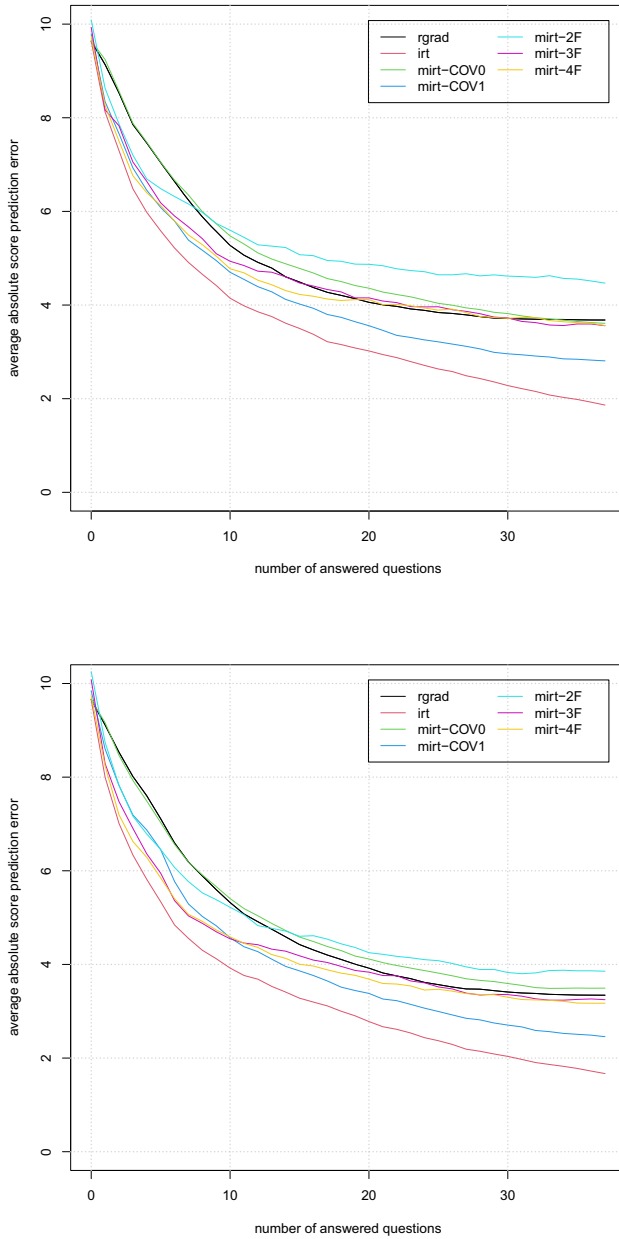 10
8
6
4
2
0
average absolute score prediction error
rgrad
irt
mirt−COV0
mirt−COV1
mirt−2F
mirt−3F
mirt−4F
0 10 20 30
number of answered questions
10
8
6
4
2
0
average absolute score prediction error
rgrad
irt
mirt−COV0
mirt−COV1
mirt−2F
mirt−3F
mirt−4F
0 10 20 30
number of answered questions